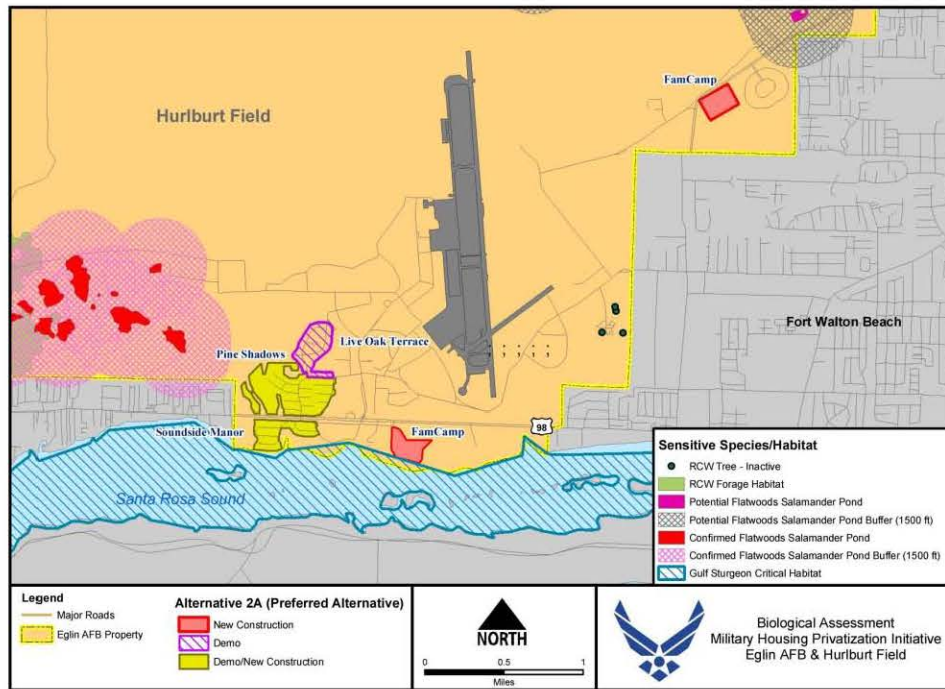 FamCamp
Hurlburt Field
Fort Walton Beach
Live Oak Terrace
Pine Shadows
Soundside Manor
FamCamp
98
Santa Rosa Sound
Sensitive Species/Habitat
RCW Tree - Inactive
RCW Forage Habitat
Potential Flatwoods Salamander Pond
Potential Flatwoods Salamander Pond Buffer (1500 ft)
Confirmed Flatwoods Salamander Pond
Confirmed Flatwoods Salamander Pond Buffer (1500 ft)
Gulf Sturgeon Critical Habitat
Legend
Major Roads
Eglin AFB Property
Alternative 2A (Preferred Alternative)
New Construction
Demo
Demo/New Construction
NORTH
0 0.5 1
Miles
Biological Assessment
Military Housing Privatization Initiative
Eglin AFB & Hurlburt Field